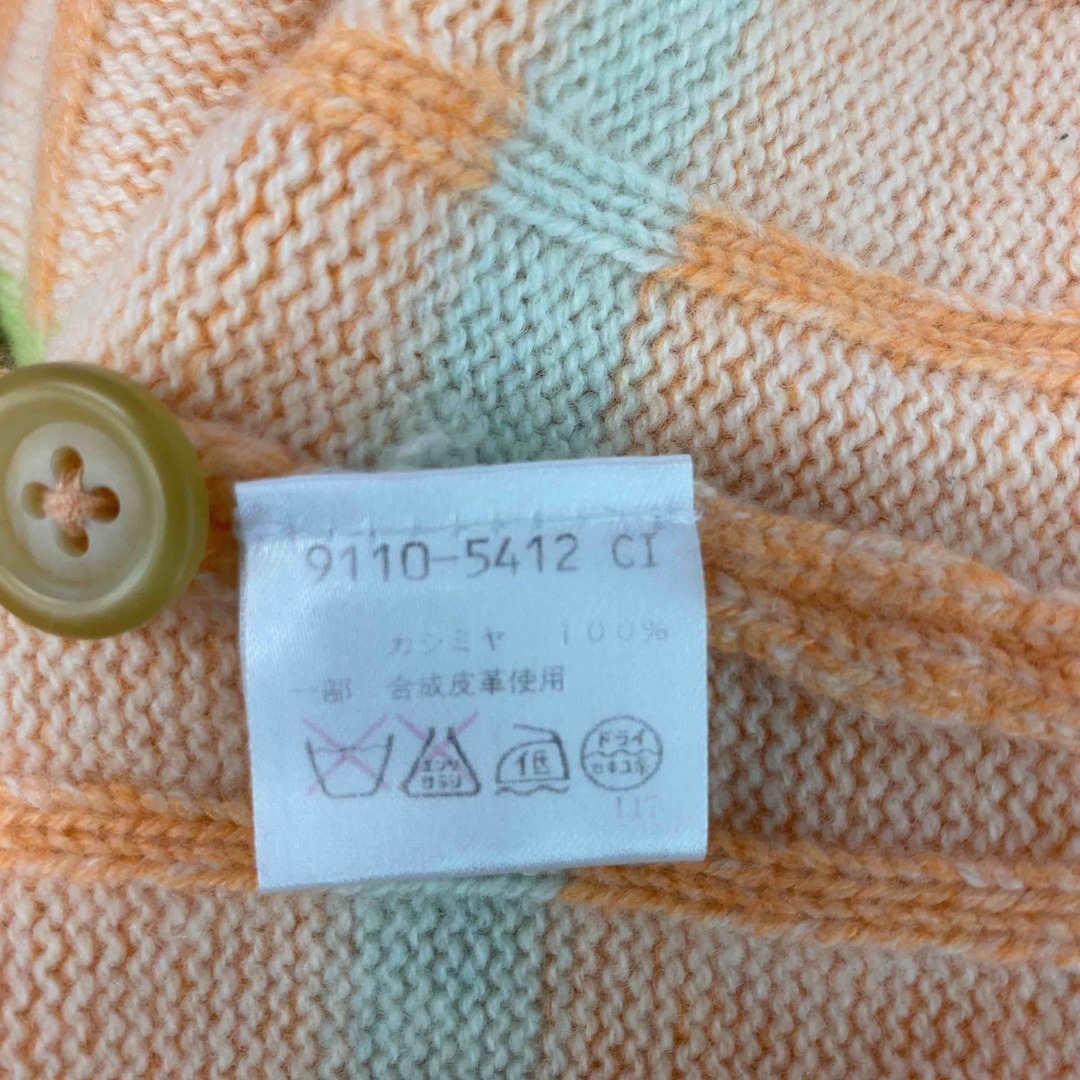 9110-5412 CI
カシミヤ 100%
一部 合成皮革使用
エンソ
サラシ
低
ドライ
セキユ系